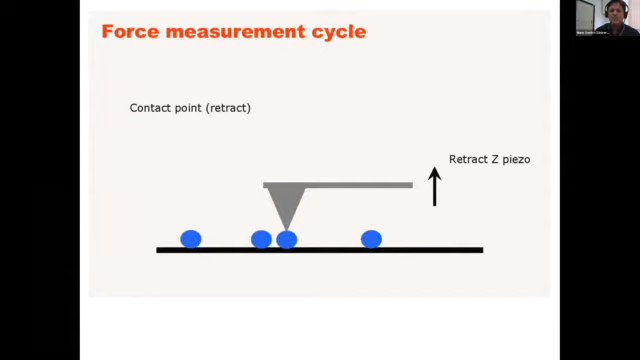 Force measurement cycle
Contact point (retract)
Retract Z piezo